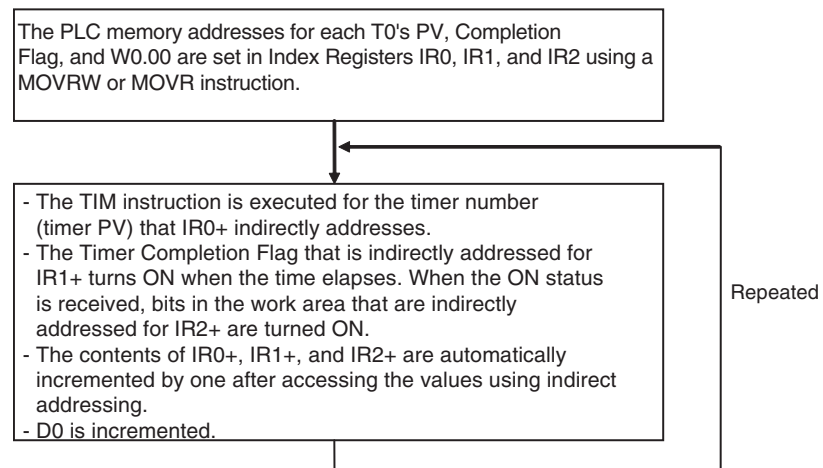 The PLC memory addresses for each T0's PV, Completion
Flag, and W0.00 are set in Index Registers IR0, IR1, and IR2 using a
MOVRW or MOVR instruction.
- The TIM instruction is executed for the timer number
(timer PV) that IR0+ indirectly addresses.
- The Timer Completion Flag that is indirectly addressed for
IR1+ turns ON when the time elapses. When the ON status
is received, bits in the work area that are indirectly
addressed for IR2+ are turned ON.
- The contents of IR0+, IR1+, and IR2+ are automatically
incremented by one after accessing the values using indirect
addressing.
- D0 is incremented.
Repeated